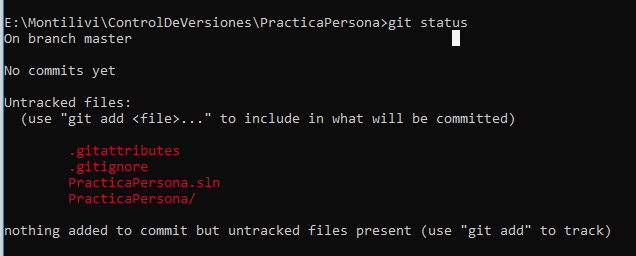 E:\Montilivi\ControlDeVersiones\PracticaPersona>git status
On branch master
No commits yet
Untracked files:
(use "git add <file>..." to include in what will be committed)
.gitattributes
.gitignore
PracticaPersona.sln
PracticaPersona/
nothing added to commit but untracked files present (use "git add" to track)